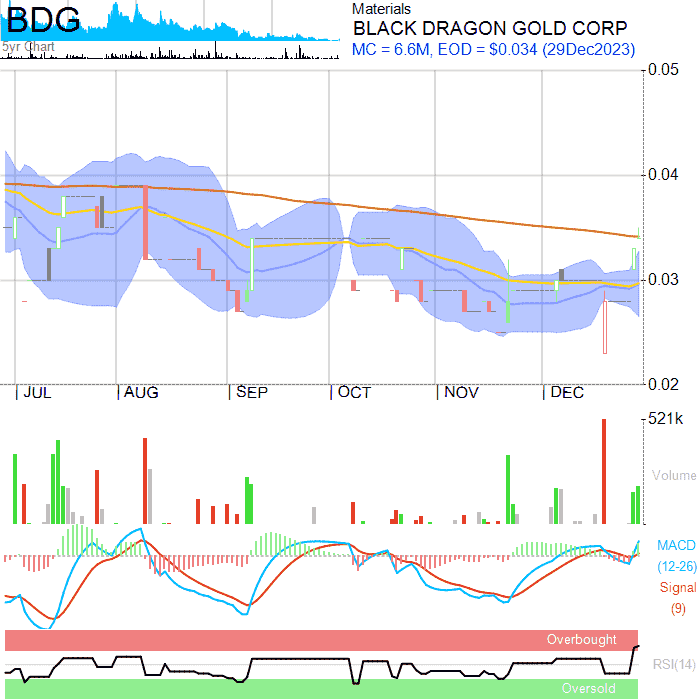 BDG
5yr Chart
Materials
BLACK DRAGON GOLD CORP
MC = 6.6M, EOD = $0.034 (29Dec2023)
0.05
0.04
0.03
0.02
JUL AUG SEP OCT NOV DEC
521k
Volume
MACD
(12-26)
Signal
(9)
Overbought
RSI(14)
Oversold